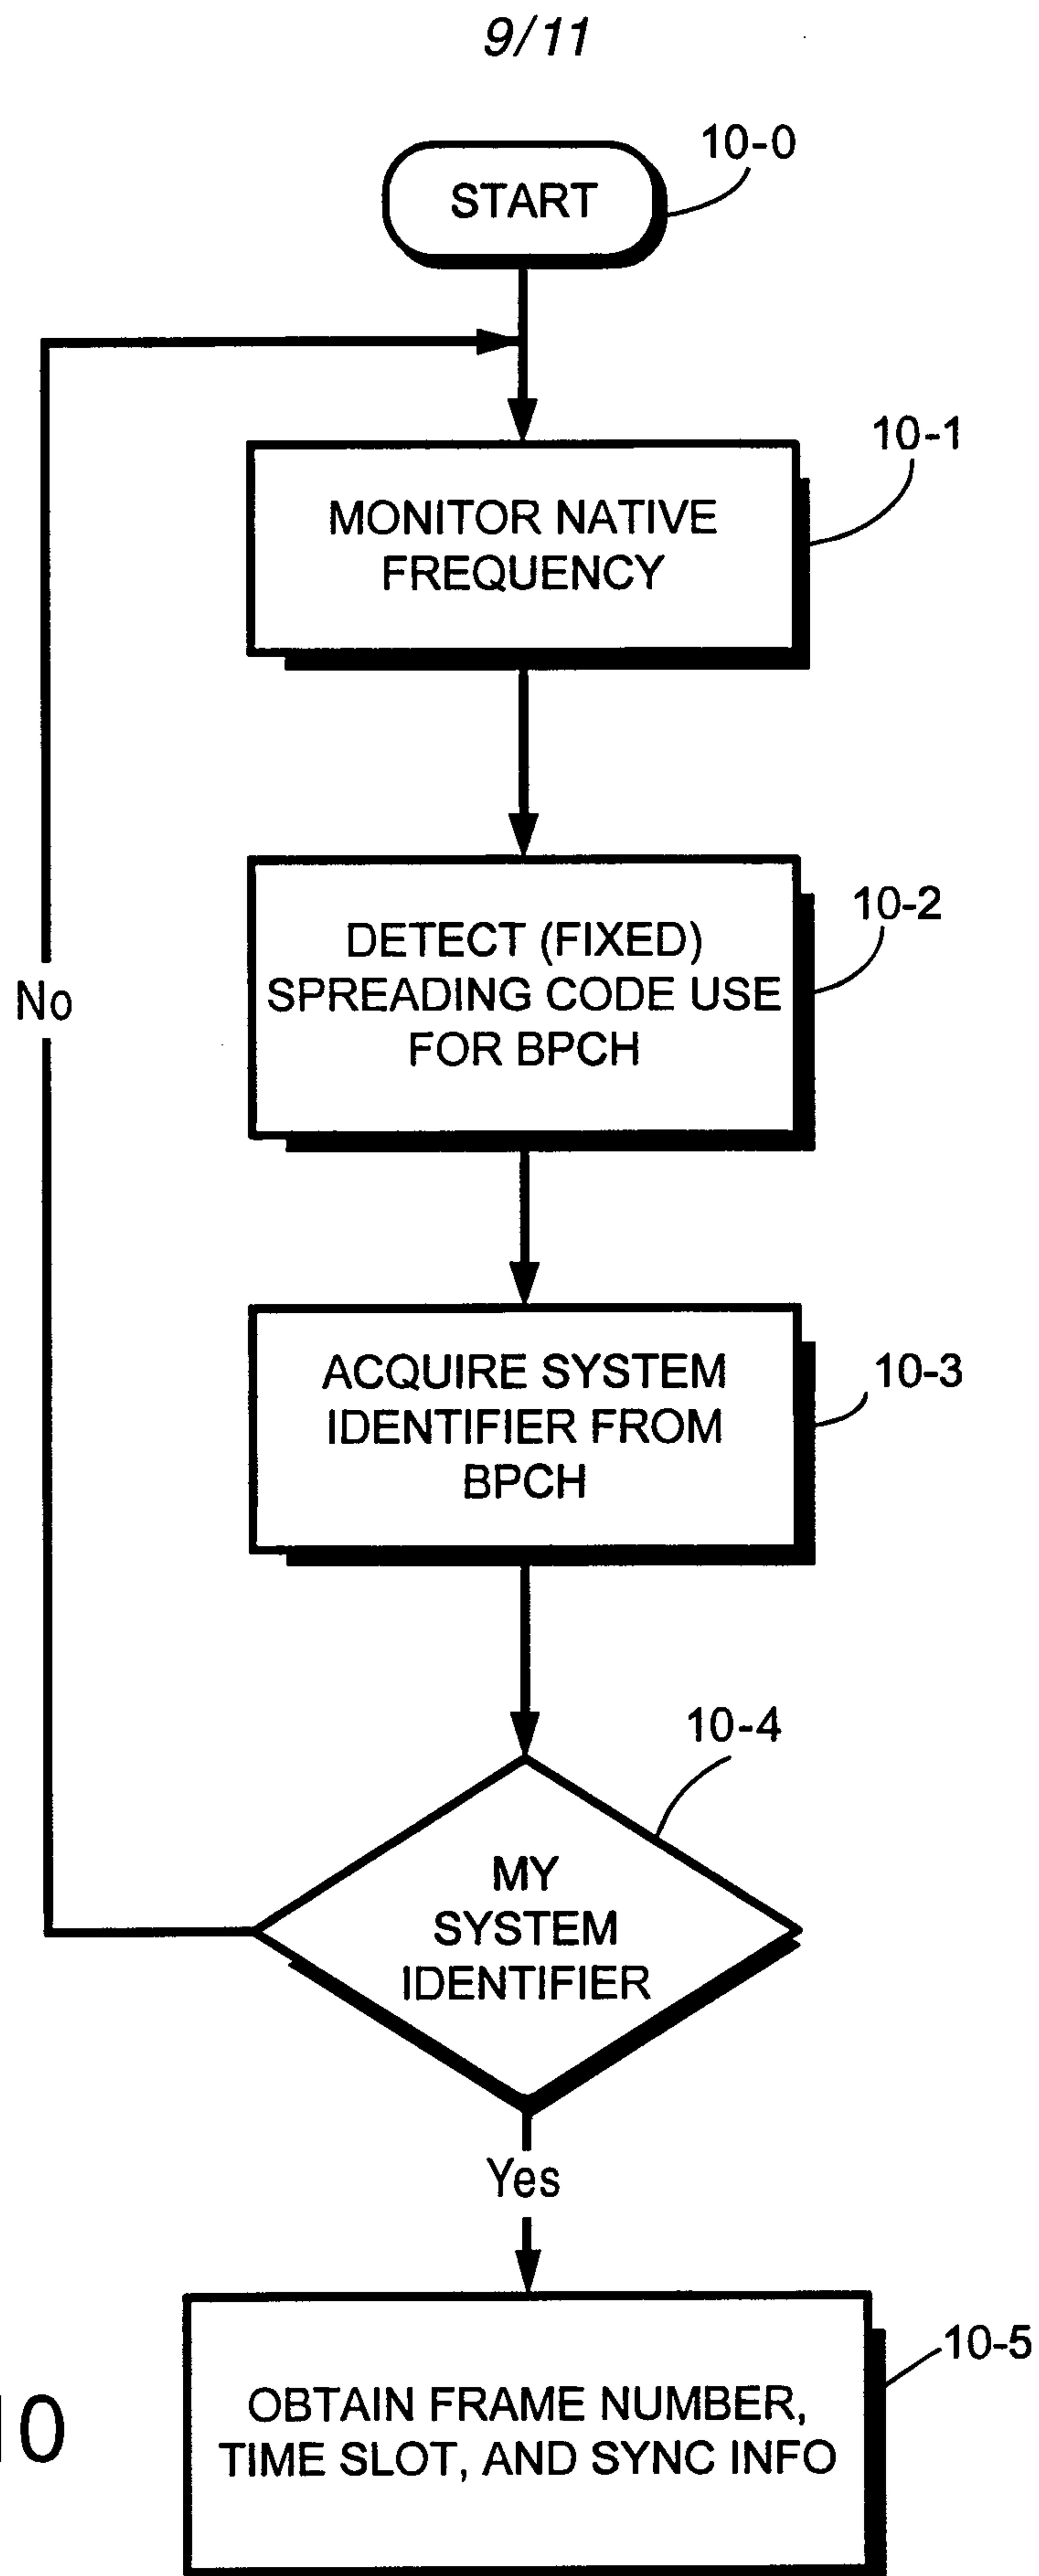 9/11
10-0
START
10-1
MONITOR NATIVE
FREQUENCY
10-2
DETECT (FIXED)
SPREADING CODE USE
FOR BPCH
No
10-3
ACQUIRE SYSTEM
IDENTIFIER FROM
BPCH
10-4
MY
SYSTEM
IDENTIFIER
Yes
10-5
OBTAIN FRAME NUMBER,
TIME SLOT, AND SYNC INFO
10